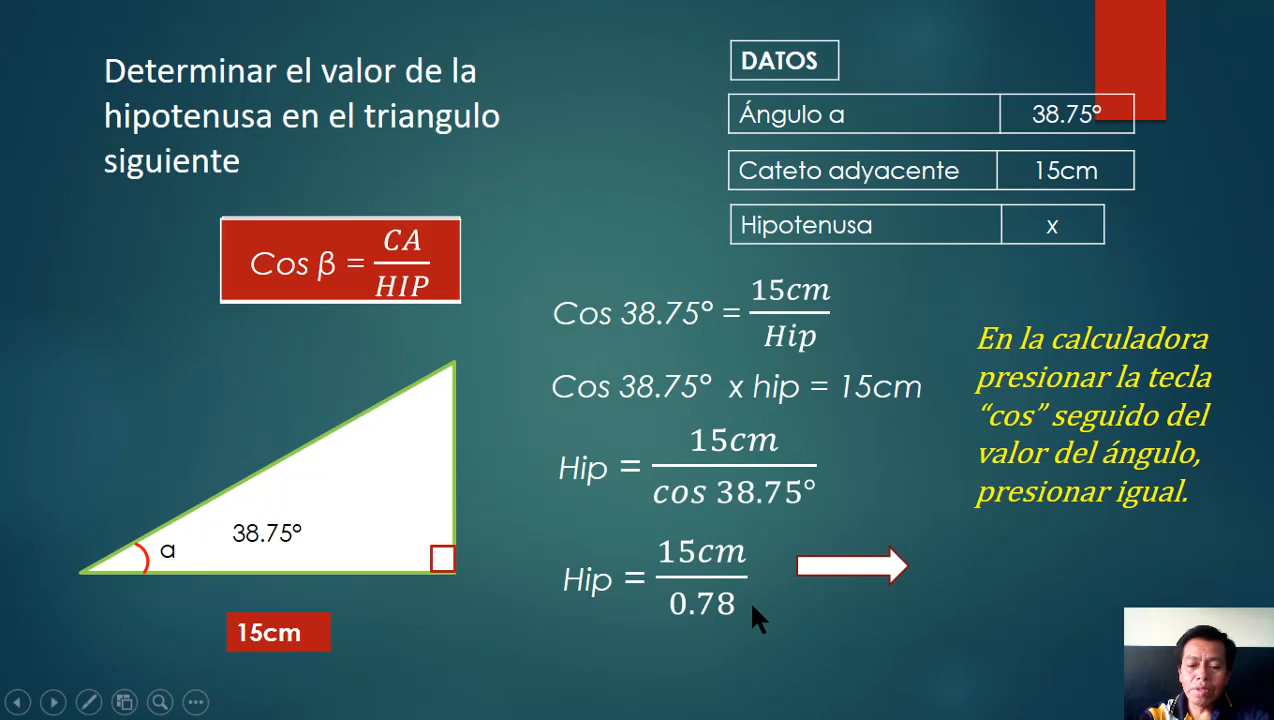 Determinar el valor de la
hipotenusa en el triangulo
siguiente
Cos β = CA/HIP
38.75°
a
15cm
DATOS
Ángulo a 38.75°
Cateto adyacente 15cm
Hipotenusa x
Cos 38.75° = 15cm/Hip
Cos 38.75° x hip = 15cm
Hip = 15cm/cos 38.75°
Hip = 15cm/0.78
En la calculadora
presionar la tecla
“cos” seguido del
valor del ángulo,
presionar igual.